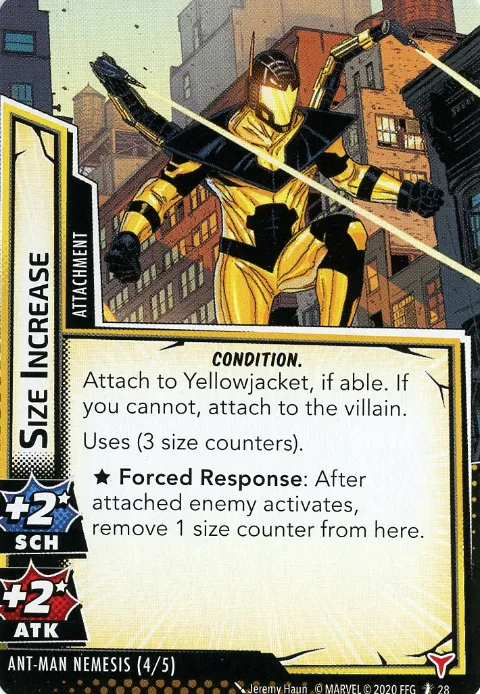 ATTACHMENT
SIZE INCREASE
CONDITION.
Attach to Yellowjacket, if able. If
you cannot, attach to the villain.
Uses (3 size counters).
★ Forced Response: After
attached enemy activates,
remove 1 size counter from here.
+2★
SCH
+2★
ATK
ANT-MAN NEMESIS (4/5)
Jeremy Haun © MARVEL © 2020 FFG 28